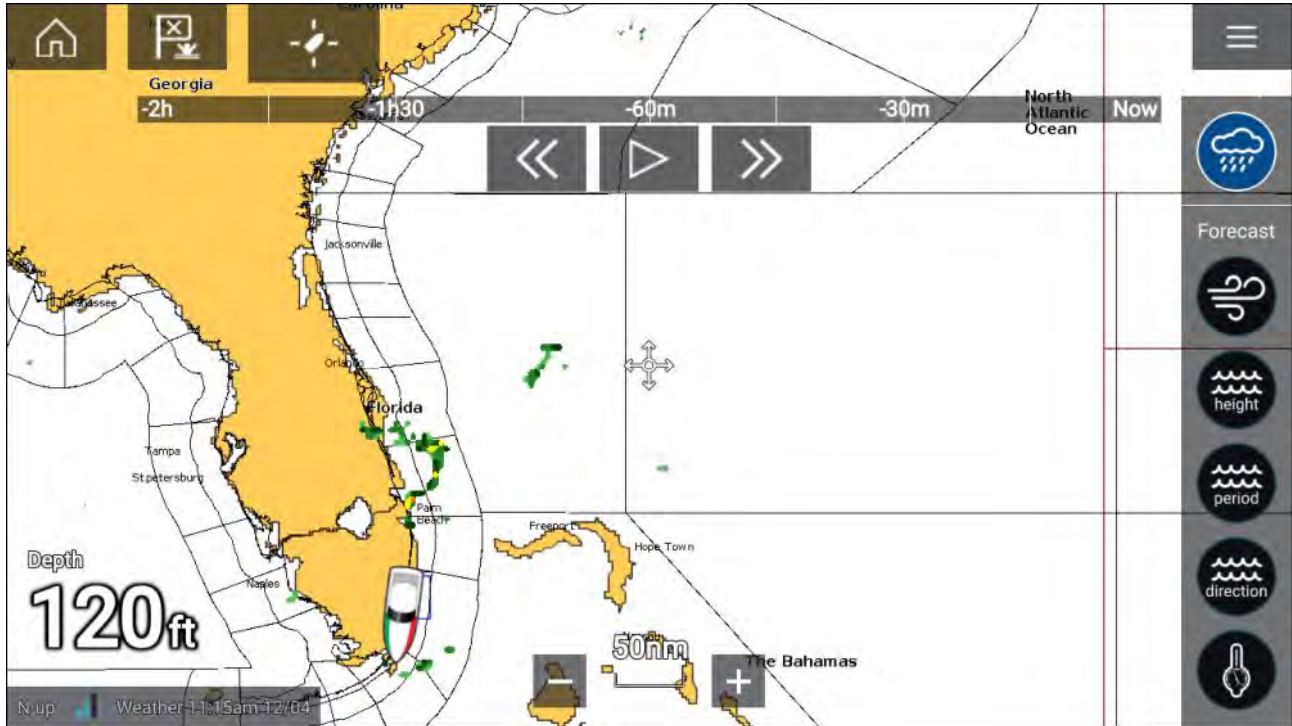 Carolina
Georgia
-2h
-1h30
-60m
-30m
Now
North
Atlantic
Ocean
Forecast
Jacksonville
Orlando
Florida
height
Tampa
St.petersburg
period
Palm
Beach
Freeport
Hope Town
Depth
120ft
Naples
direction
50nm
The Bahamas
N.up
Weather 11:15am 12/04